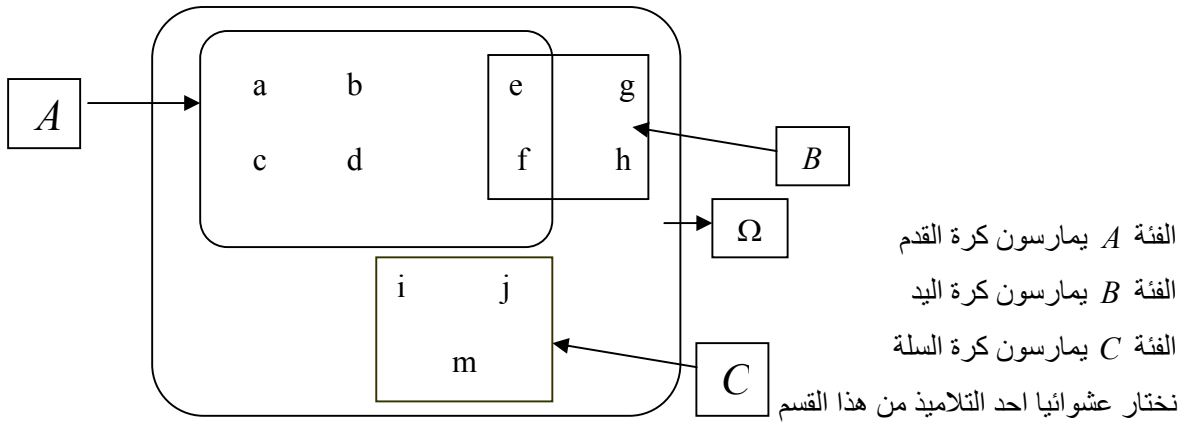 a b e g
A
c d f h B
Ω
الفئة A يمارسون كرة القدم
i j الفئة B يمارسون كرة اليد
الفئة C يمارسون كرة السلة
m C
نختار عشوائيا احد التلاميذ من هذا القسم